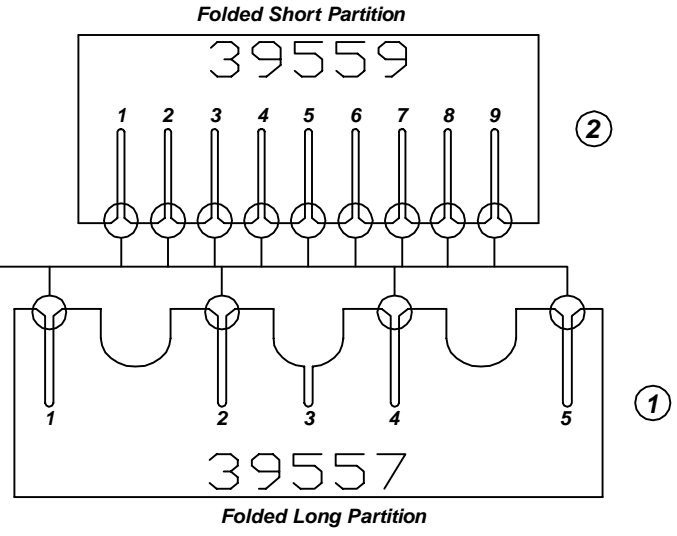 Folded Short Partition
39559
1 2 3 4 5 6 7 8 9
2
1 2 3 4 5
1
39557
Folded Long Partition